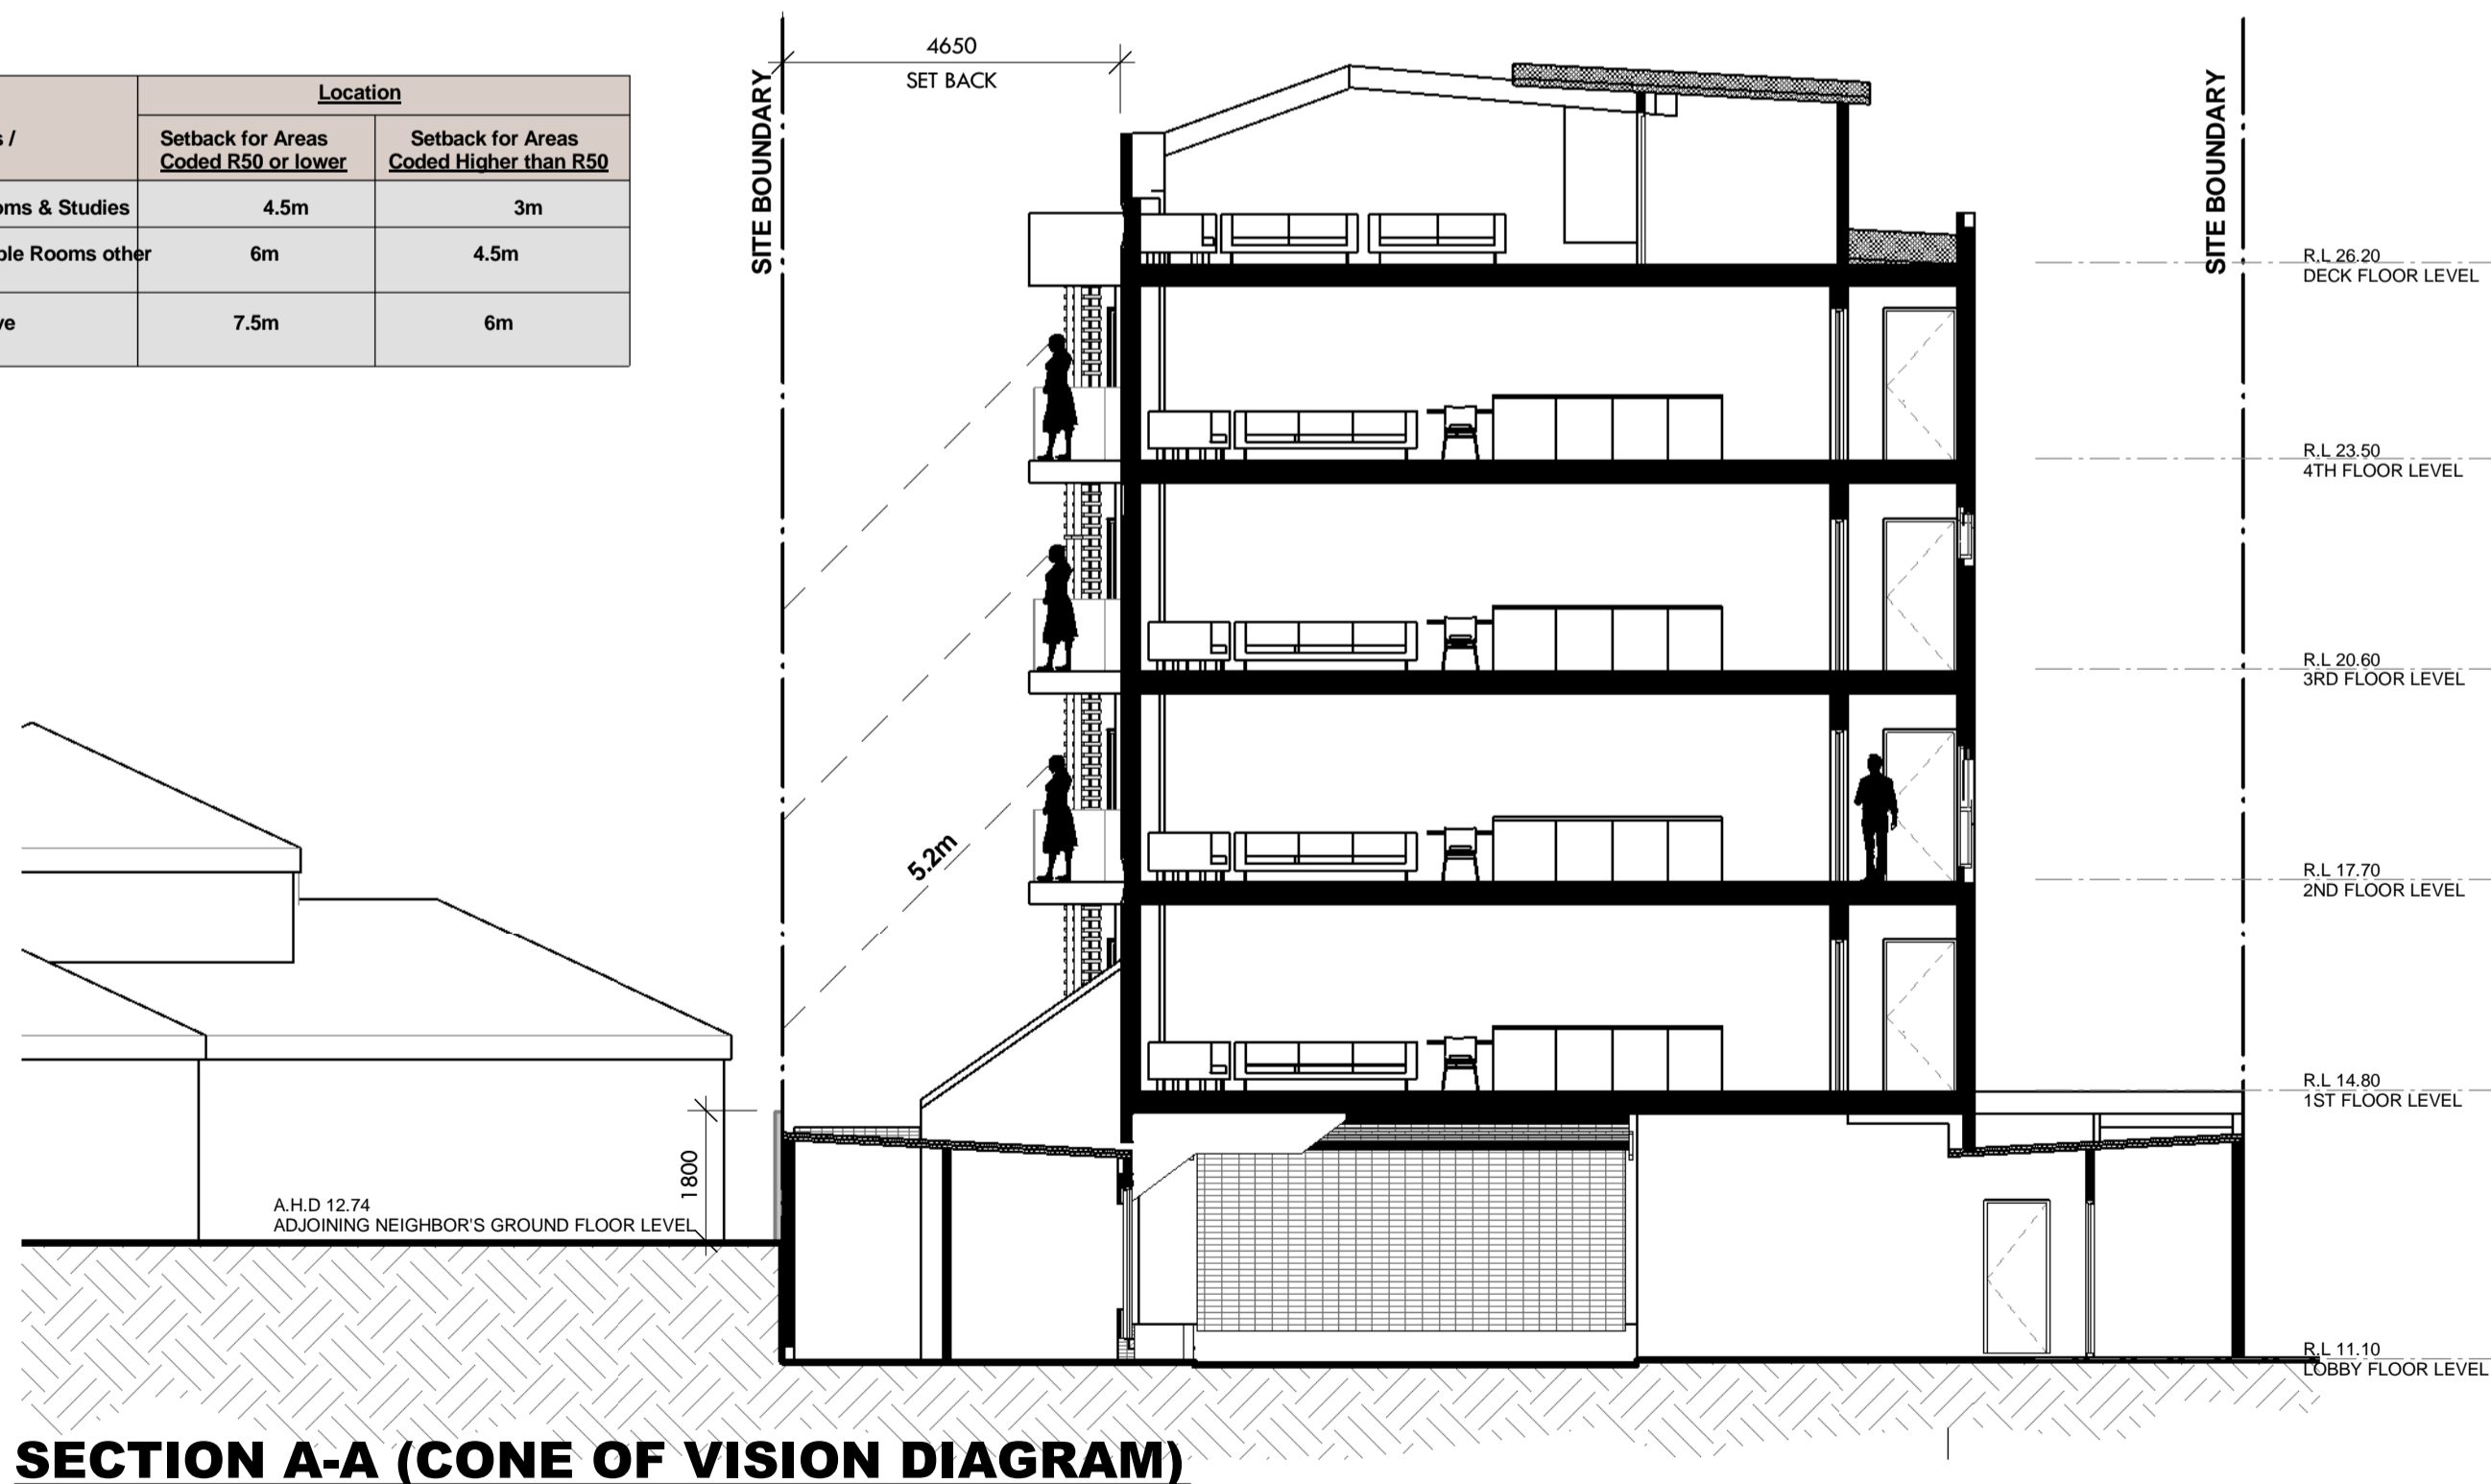 Location
s /
Setback for Areas
Coded R50 or lower
Setback for Areas
Coded Higher than R50
oms & Studies
4.5m
3m
ble Rooms other
6m
4.5m
ve
7.5m
6m
4650
SET BACK
SITE BOUNDARY
SITE BOUNDARY
R.L 26.20
DECK FLOOR LEVEL
R.L 23.50
4TH FLOOR LEVEL
R.L 20.60
3RD FLOOR LEVEL
5.2m
R.L 17.70
2ND FLOOR LEVEL
R.L 14.80
1ST FLOOR LEVEL
1800
A.H.D 12.74
ADJOINING NEIGHBOR'S GROUND FLOOR LEVEL
R.L 11.10
LOBBY FLOOR LEVEL
SECTION A-A (CONE OF VISION DIAGRAM)